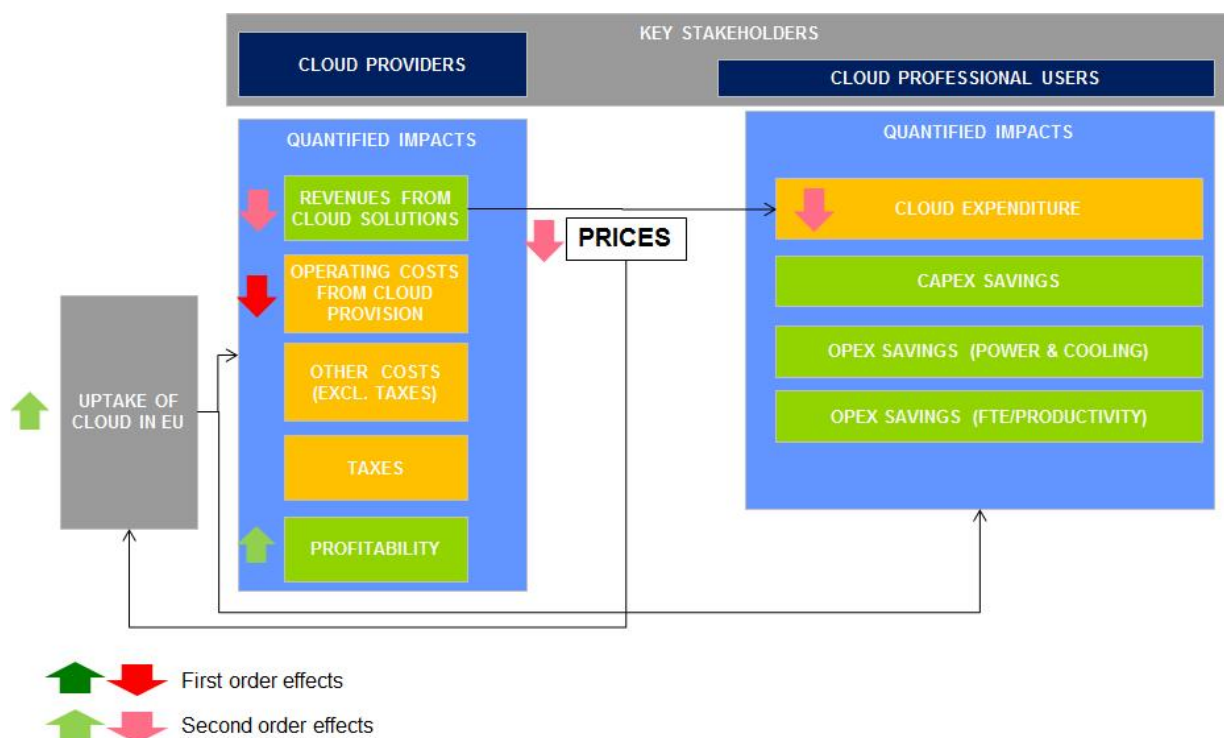 KEY STAKEHOLDERS
CLOUD PROVIDERS
CLOUD PROFESSIONAL USERS
QUANTIFIED IMPACTS
REVENUES FROM
CLOUD SOLUTIONS
OPERATING COSTS
FROM CLOUD
PROVISION
OTHER COSTS
(EXCL. TAXES)
TAXES
PROFITABILITY
PRICES
QUANTIFIED IMPACTS
CLOUD EXPENDITURE
CAPEX SAVINGS
OPEX SAVINGS (POWER & COOLING)
OPEX SAVINGS (FTE/PRODUCTIVITY)
UPTAKE OF
CLOUD IN EU
First order effects
Second order effects